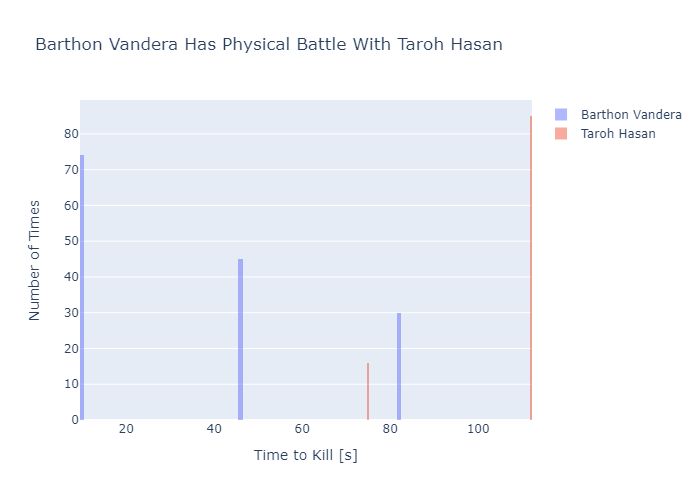 Barthon Vandera Has Physical Battle With Taroh Hasan
Barthon Vandera
Taroh Hasan
80
70
60
50
40
30
20
10
0
Number of Times
20
40
60
80
100
Time to Kill [s]